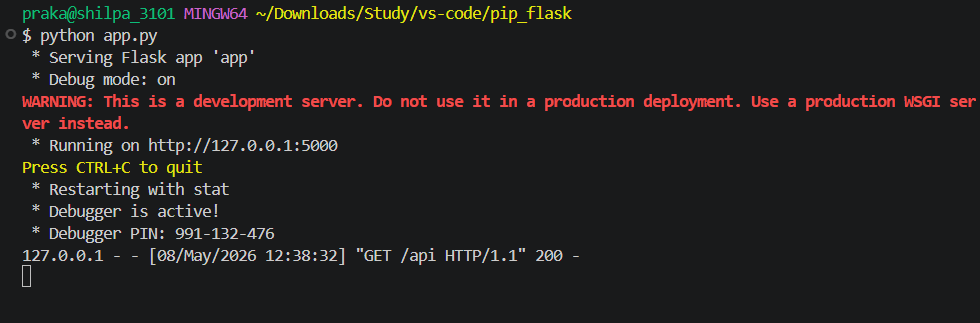 praka@shilpa_3101 MINGW64 ~/Downloads/Study/vs-code/pip_flask
$ python app.py
 * Serving Flask app 'app'
 * Debug mode: on
WARNING: This is a development server. Do not use it in a production deployment. Use a production WSGI ser
ver instead.
 * Running on http://127.0.0.1:5000
Press CTRL+C to quit
 * Restarting with stat
 * Debugger is active!
 * Debugger PIN: 991-132-476
127.0.0.1 - - [08/May/2026 12:38:32] "GET /api HTTP/1.1" 200 -